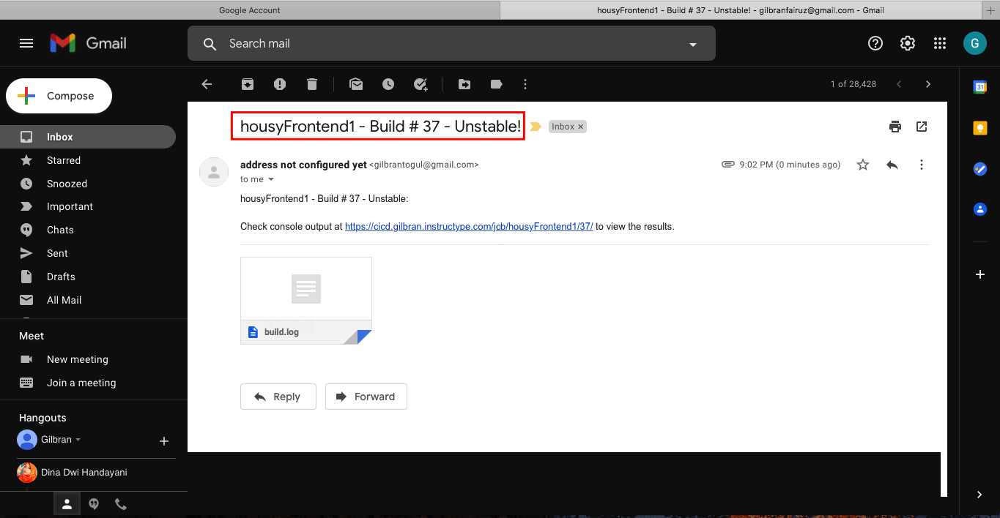 Google Account
housyFrontend1 - Build # 37 - Unstable! - gilbranfairuz@gmail.com - Gmail
Gmail
Search mail
G
Compose
1 of 28,428
31
Inbox
Starred
Snoozed
Important
Chats
Sent
Drafts
All Mail
Meet
New meeting
Join a meeting
Hangouts
Gilbran
Dina Dwi Handayani
housyFrontend1 - Build # 37 - Unstable!
Inbox ×
address not configured yet <gilbrantogul@gmail.com>
9:02 PM (0 minutes ago)
to me
housyFrontend1 - Build # 37 - Unstable:
Check console output at https://cicd.gilbran.instructype.com/job/housyFrontend1/37/ to view the results.
build.log
Reply
Forward